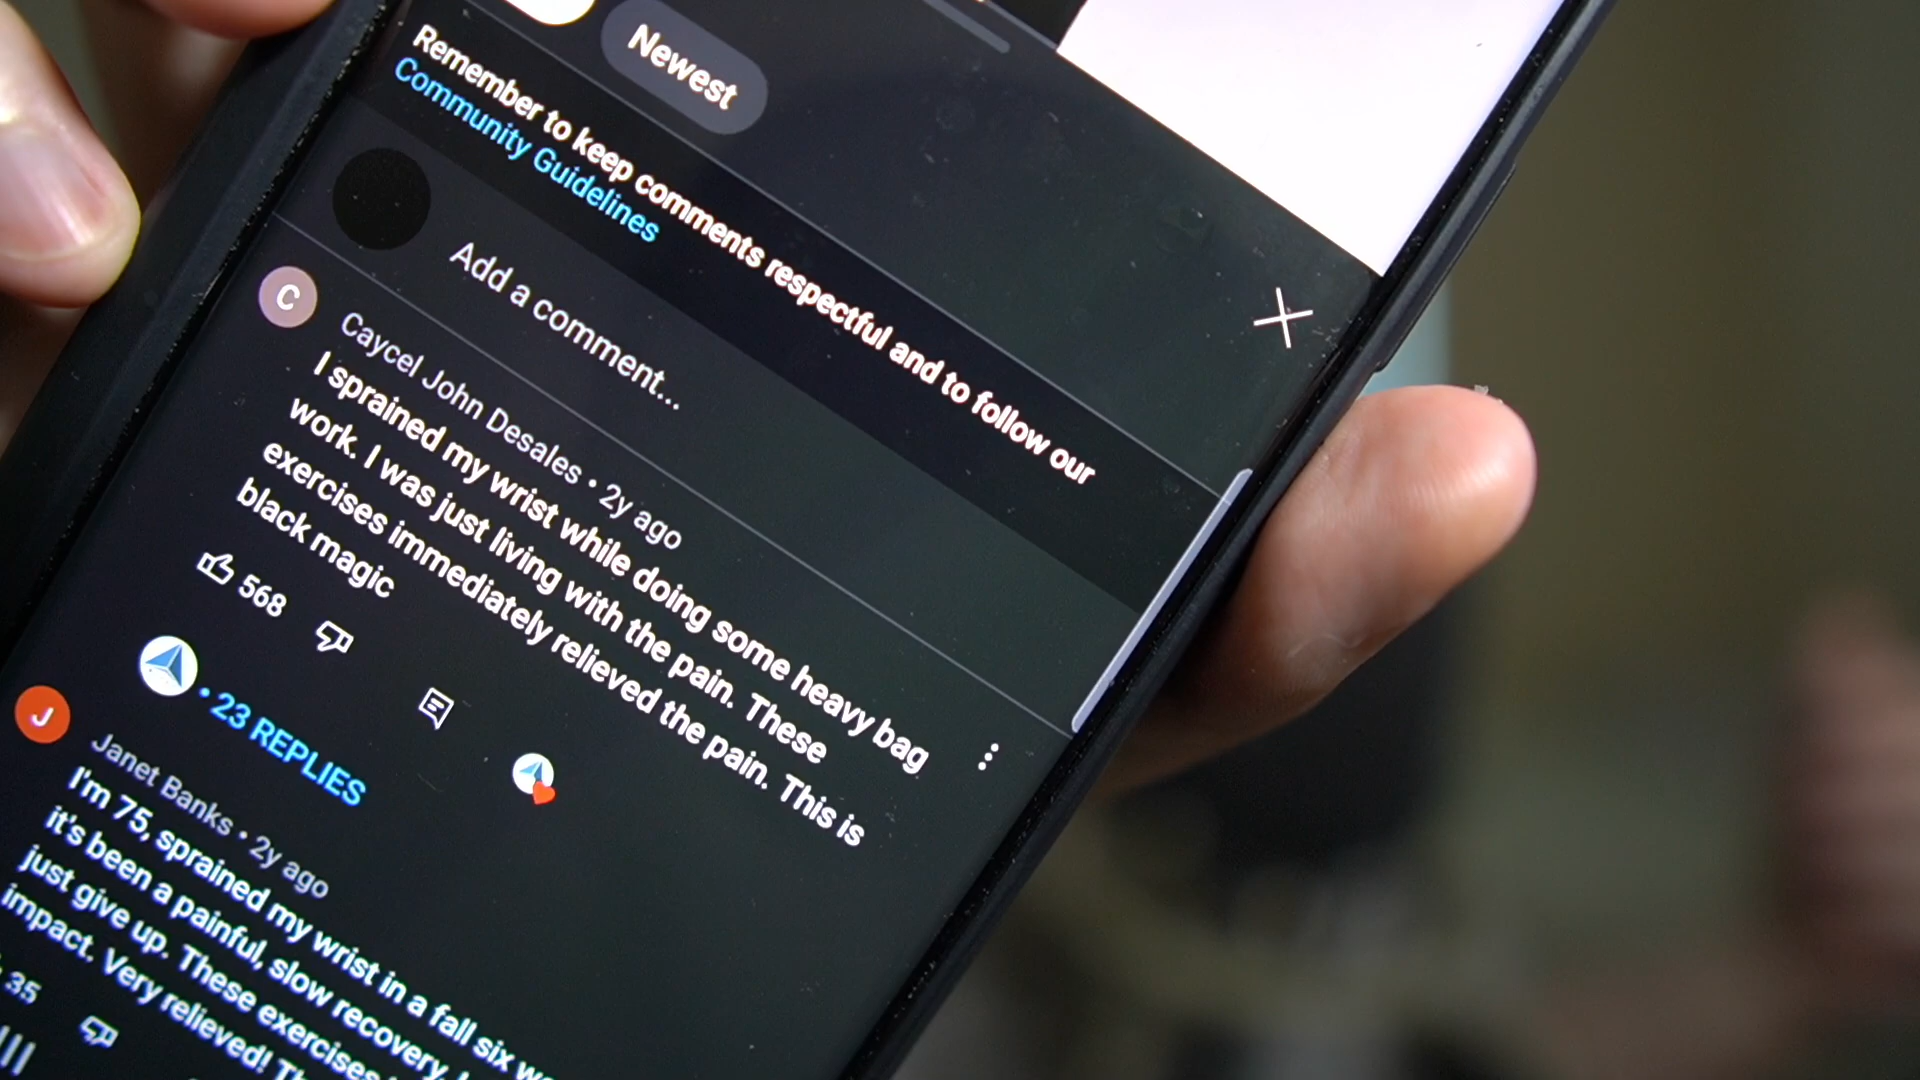 Newest
Remember to keep comments respectful and to follow our
Community Guidelines
Add a comment...
C
Caycel John Desales • 2y ago
I sprained my wrist while doing some heavy bag
work. I was just living with the pain. These
exercises immediately relieved the pain. This is
black magic
568
• 23 REPLIES
J
Janet Banks • 2y ago
I'm 75, sprained my wrist in a fall six
it's been a painful, slow recovery.
just give up. These exercises
impact. Very relieved!
35